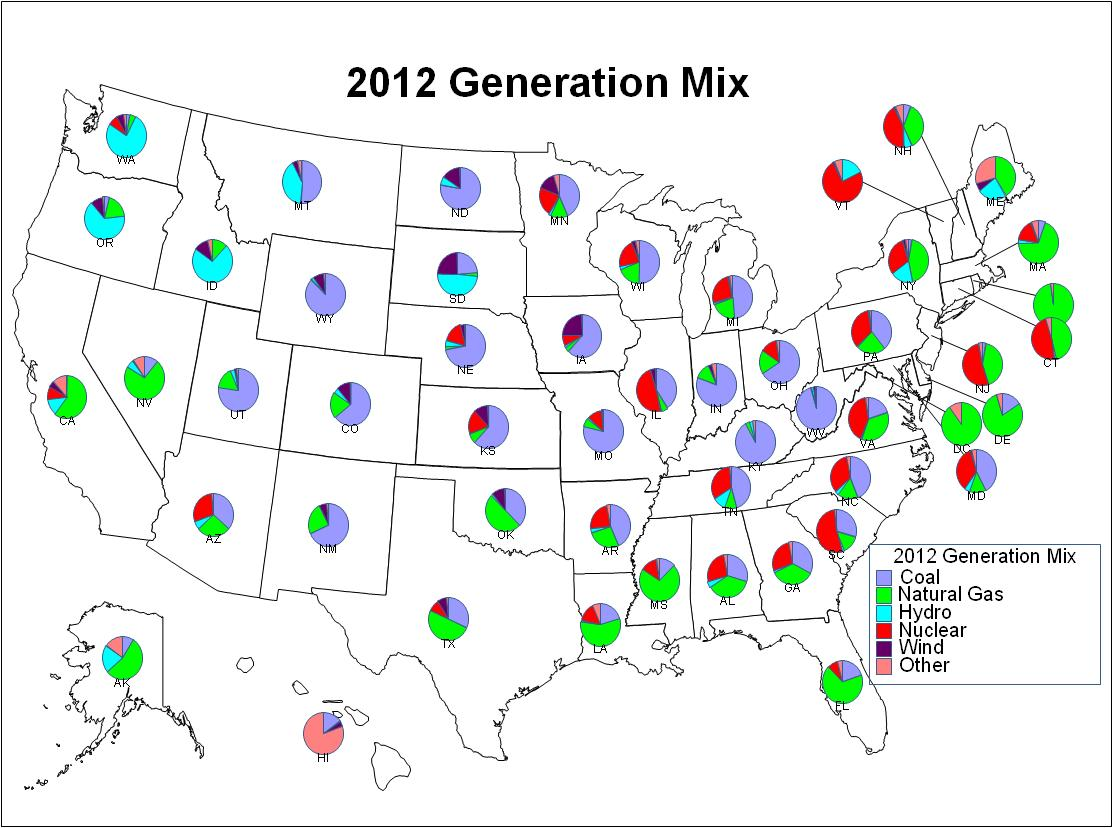 2012 Generation Mix
NH
WA
VT
ME
MT
ND
MN
OR
MA
NY
ID
SD
WI
WY
MI
CT
IA
PA
NE
OH
NJ
CA
NV
UT
CO
IN
IL
WV
DE
VA
DC
KS
MO
KY
MD
NC
TN
AZ
NM
OK
AR
SC
2012 Generation Mix
Coal
Natural Gas
Hydro
Nuclear
Wind
Other
GA
AL
MS
TX
LA
AK
FL
HI